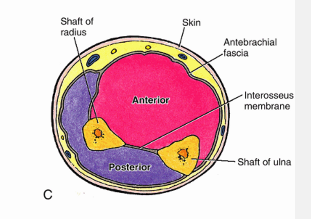 Shaft of
radius
Skin
Antebrachial
fascia
Anterior
Interosseus
membrane
Posterior
Shaft of ulna
C